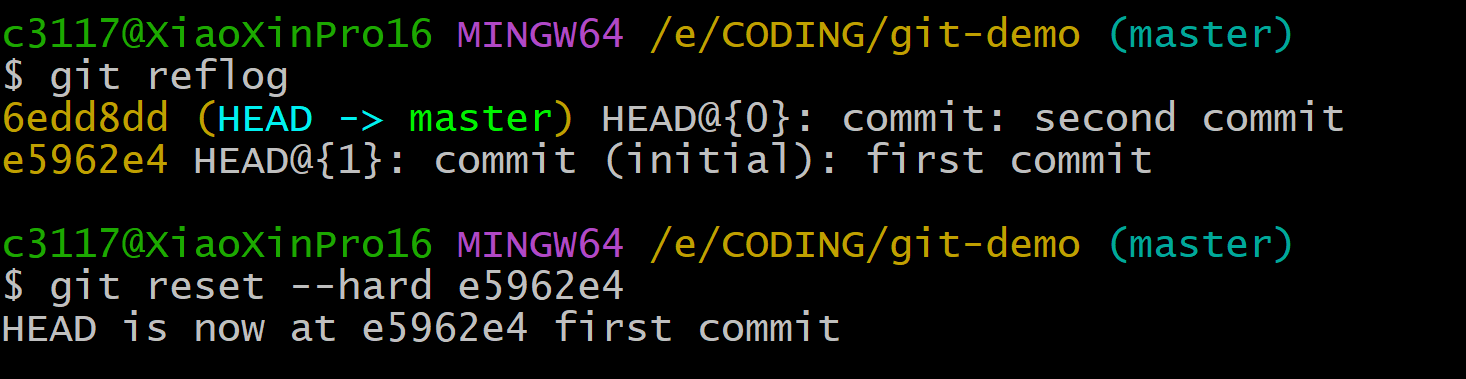 c3117@XiaoXinPro16 MINGW64 /e/CODING/git-demo (master)
$ git reflog
6edd8dd (HEAD -> master) HEAD@{0}: commit: second commit
e5962e4 HEAD@{1}: commit (initial): first commit
c3117@XiaoXinPro16 MINGW64 /e/CODING/git-demo (master)
$ git reset --hard e5962e4
HEAD is now at e5962e4 first commit